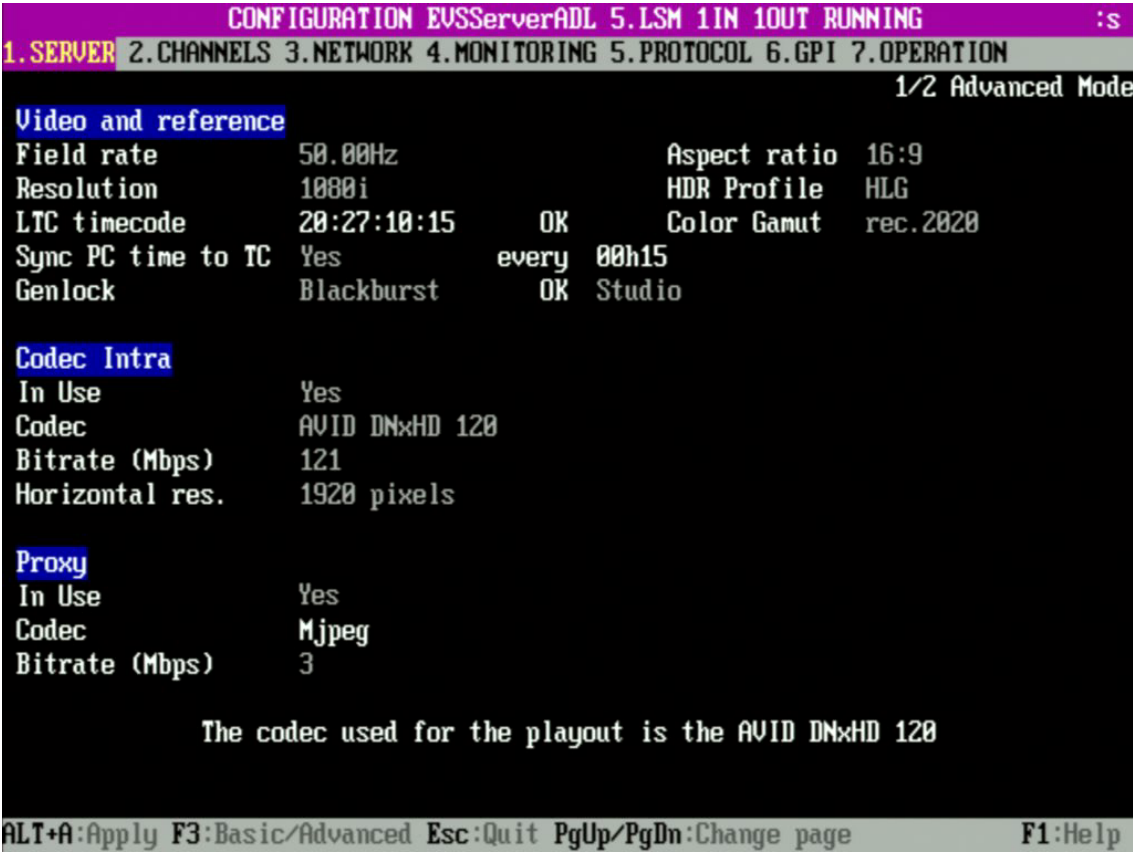 CONFIGURATION EVSServerADL 5.LSM 1IN 1OUT RUNNING :s
1.SERVER 2.CHANNELS 3.NETWORK 4.MONITORING 5.PROTOCOL 6.GPI 7.OPERATION
1/2 Advanced Mode
Video and reference
Field rate 50.00Hz Aspect ratio 16:9
Resolution 1080i HDR Profile HLG
LTC timecode 20:27:10:15 OK Color Gamut rec.2020
Sync PC time to TC Yes every 00h15
Genlock Blackburst OK Studio
Codec Intra
In Use Yes
Codec AVID DNxHD 120
Bitrate (Mbps) 121
Horizontal res. 1920 pixels
Proxy
In Use Yes
Codec Mjpeg
Bitrate (Mbps) 3
The codec used for the playout is the AVID DNxHD 120
ALT+A:Apply F3:Basic/Advanced Esc:Quit PgUp/PgDn:Change page F1:Help